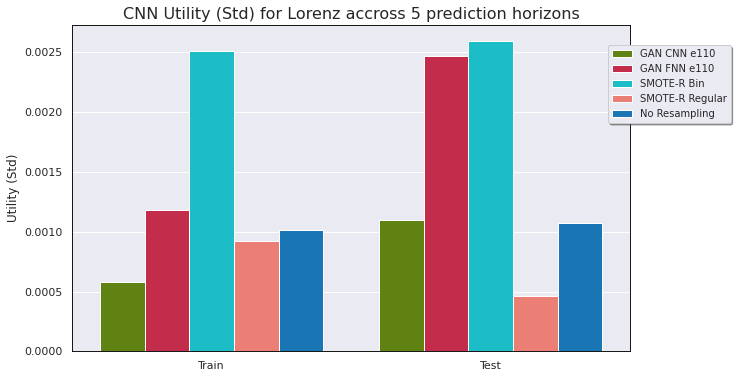 CNN Utility (Std) for Lorenz accross 5 prediction horizons
0.0025
0.0020
0.0015
0.0010
0.0005
0.0000
Utility (Std)
Train
Test
GAN CNN e110
GAN FNN e110
SMOTE-R Bin
SMOTE-R Regular
No Resampling